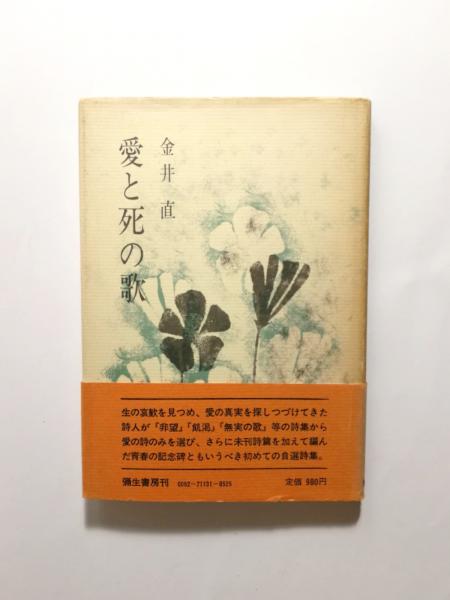 金井 直
愛と死の歌
生の哀歓を見つめ、愛の真実を探しつづけてきた
詩人が『非望』『飢渇』『無実の歌』等の詩集から
愛の詩のみを選び、さらに未刊詩篇を加えて編ん
だ青春の記念碑ともいうべき初めての自選詩集。
彌生書房刊 0092-71131-8525 定価 980円